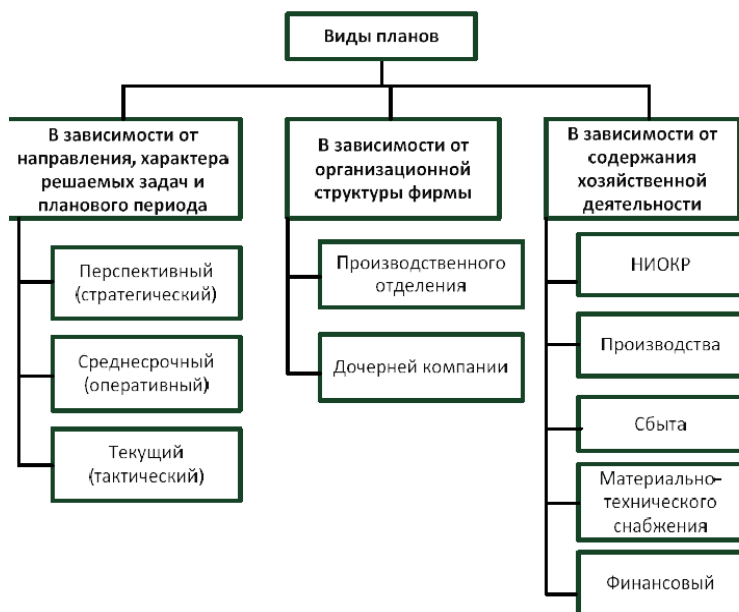 Виды планов
В зависимости от
направления, характера
решаемых задач и
планового периода
Перспективный
(стратегический)
Среднесрочный
(оперативный)
Текущий
(тактический)
В зависимости от
организационной
структуры фирмы
Производственного
отделения
Дочерней компании
В зависимости от
содержания
хозяйственной
деятельности
НИОКР
Производства
Сбыта
Материально-
технического
снабжения
Финансовый